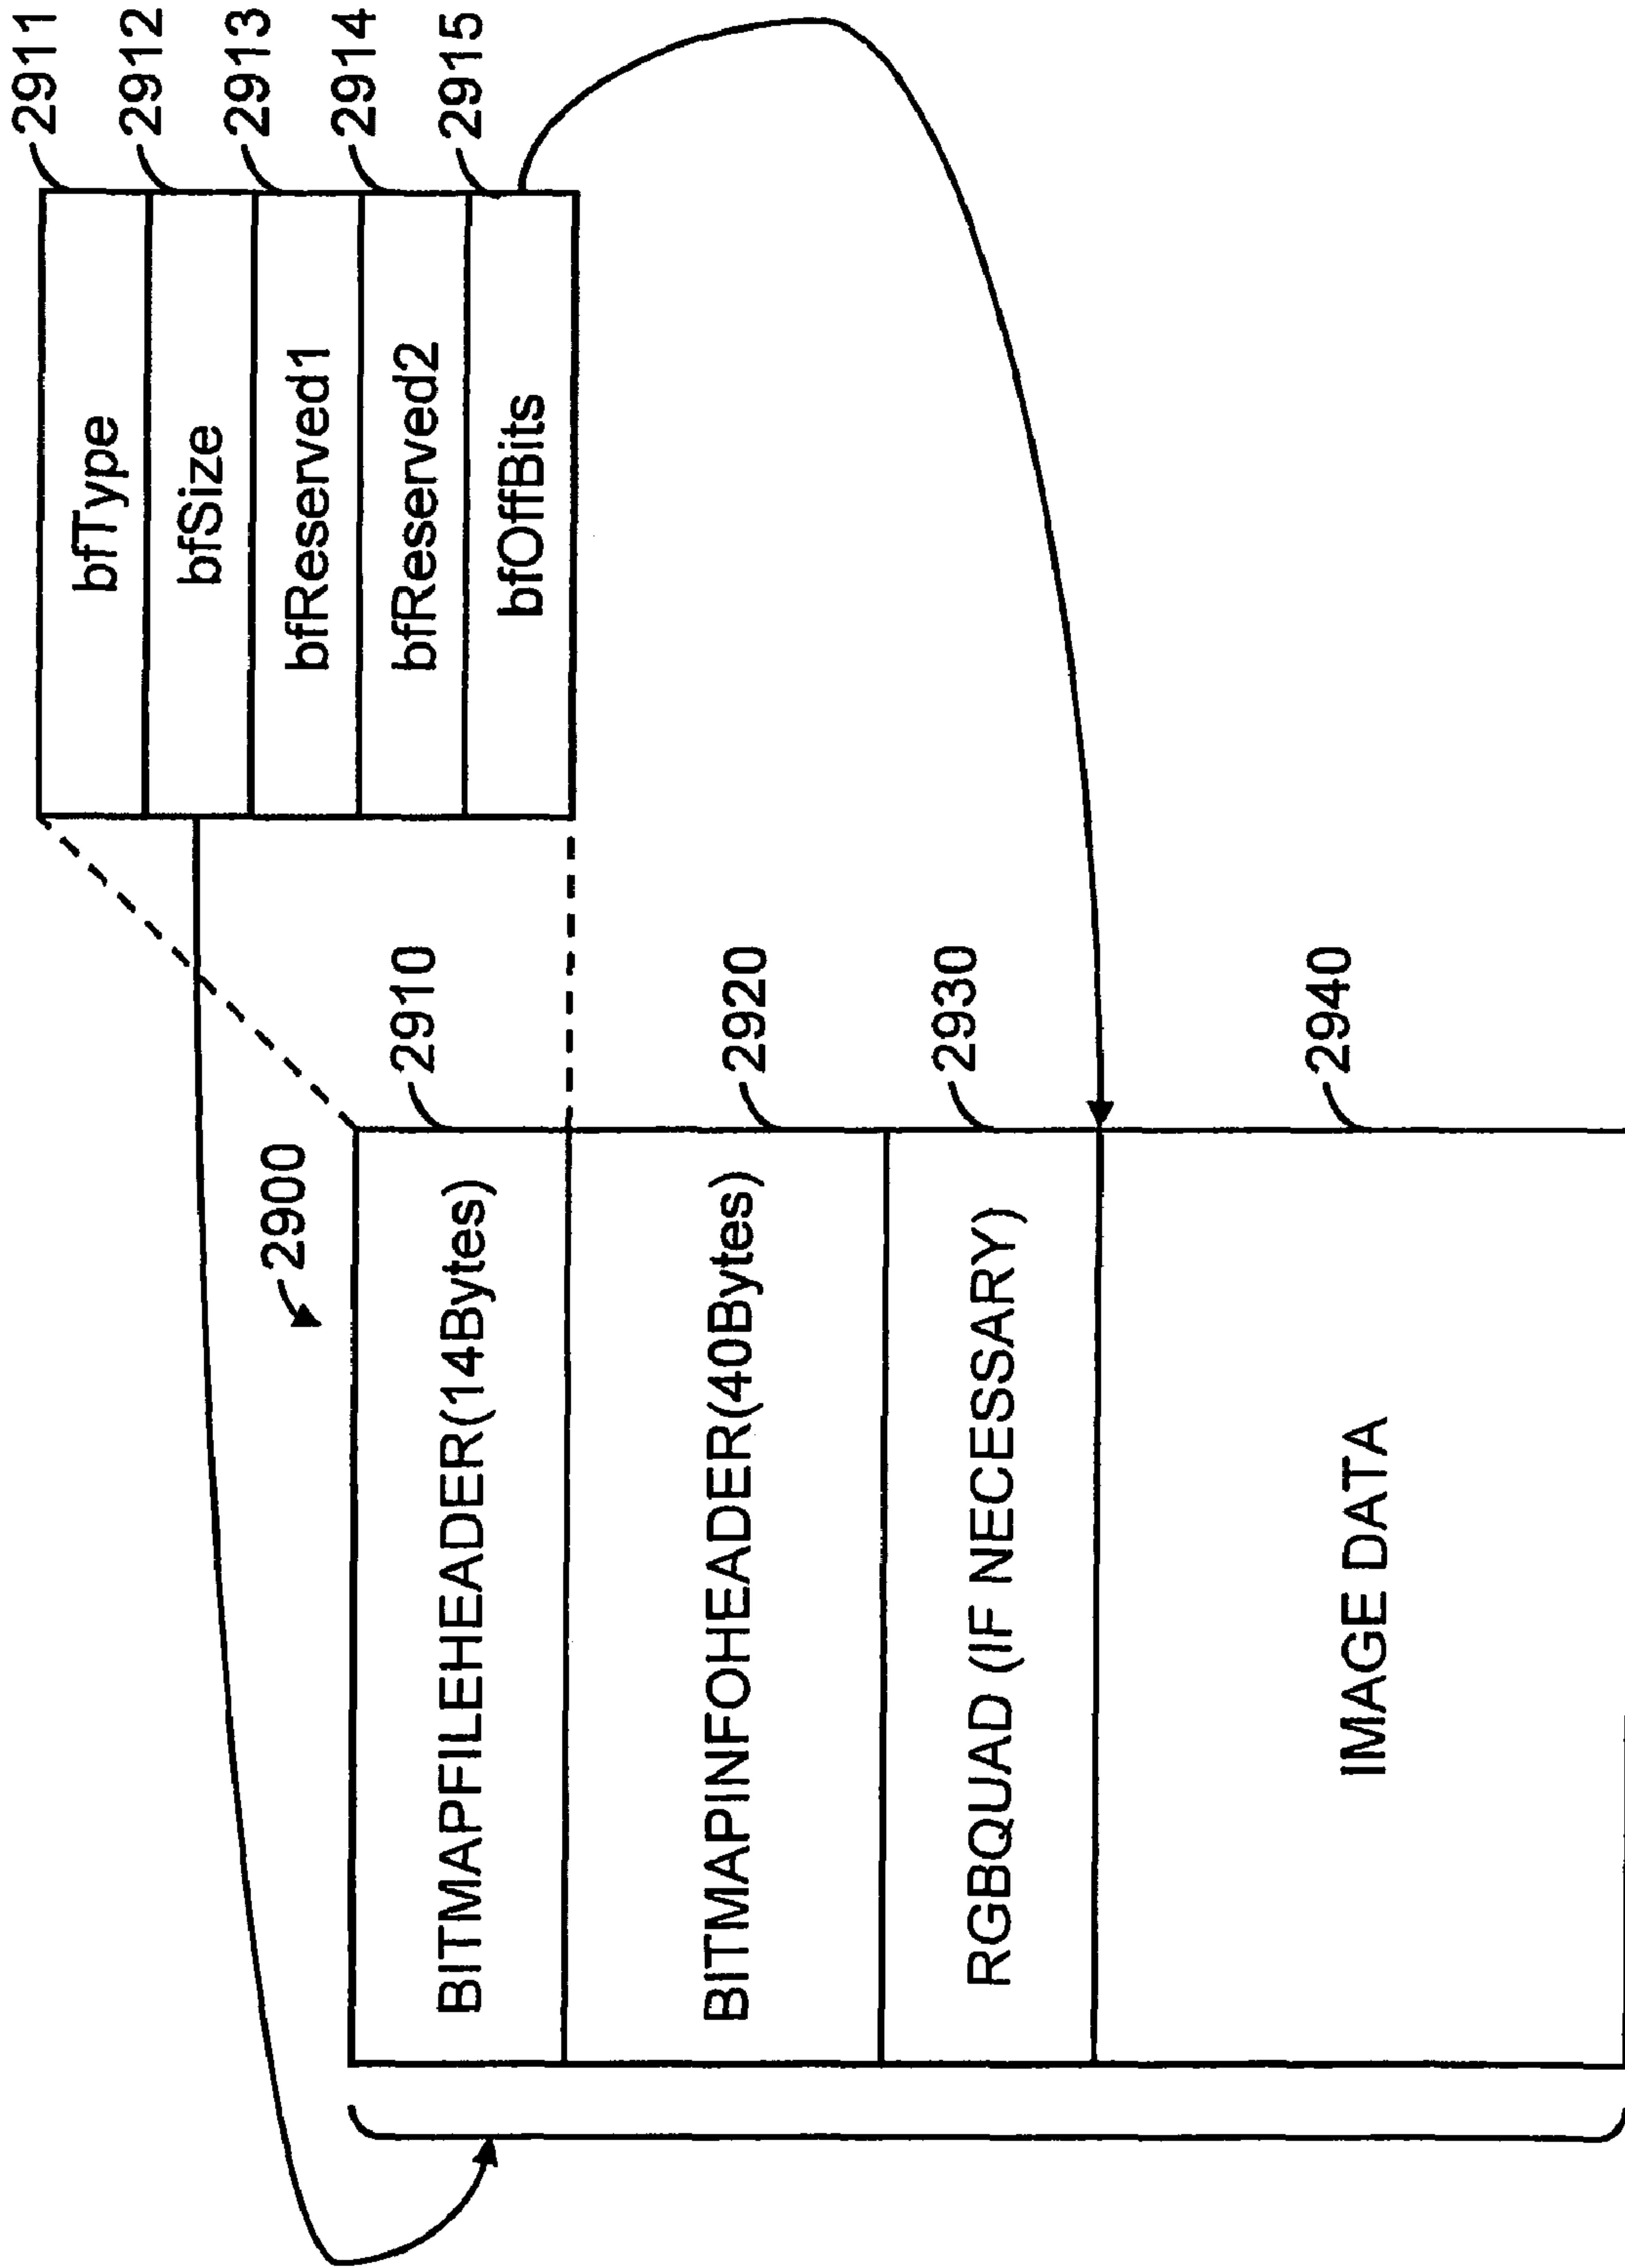 2900
BITMAPFILEHEADER(14Bytes)
2910
BITMAPINFOHEADER(40Bytes)
2920
RGBQUAD (IF NECESSARY)
2930
IMAGE DATA
2940
bfType
2911
bfSize
2912
bfReserved1
2913
bfReserved2
2914
bfOffBits
2915